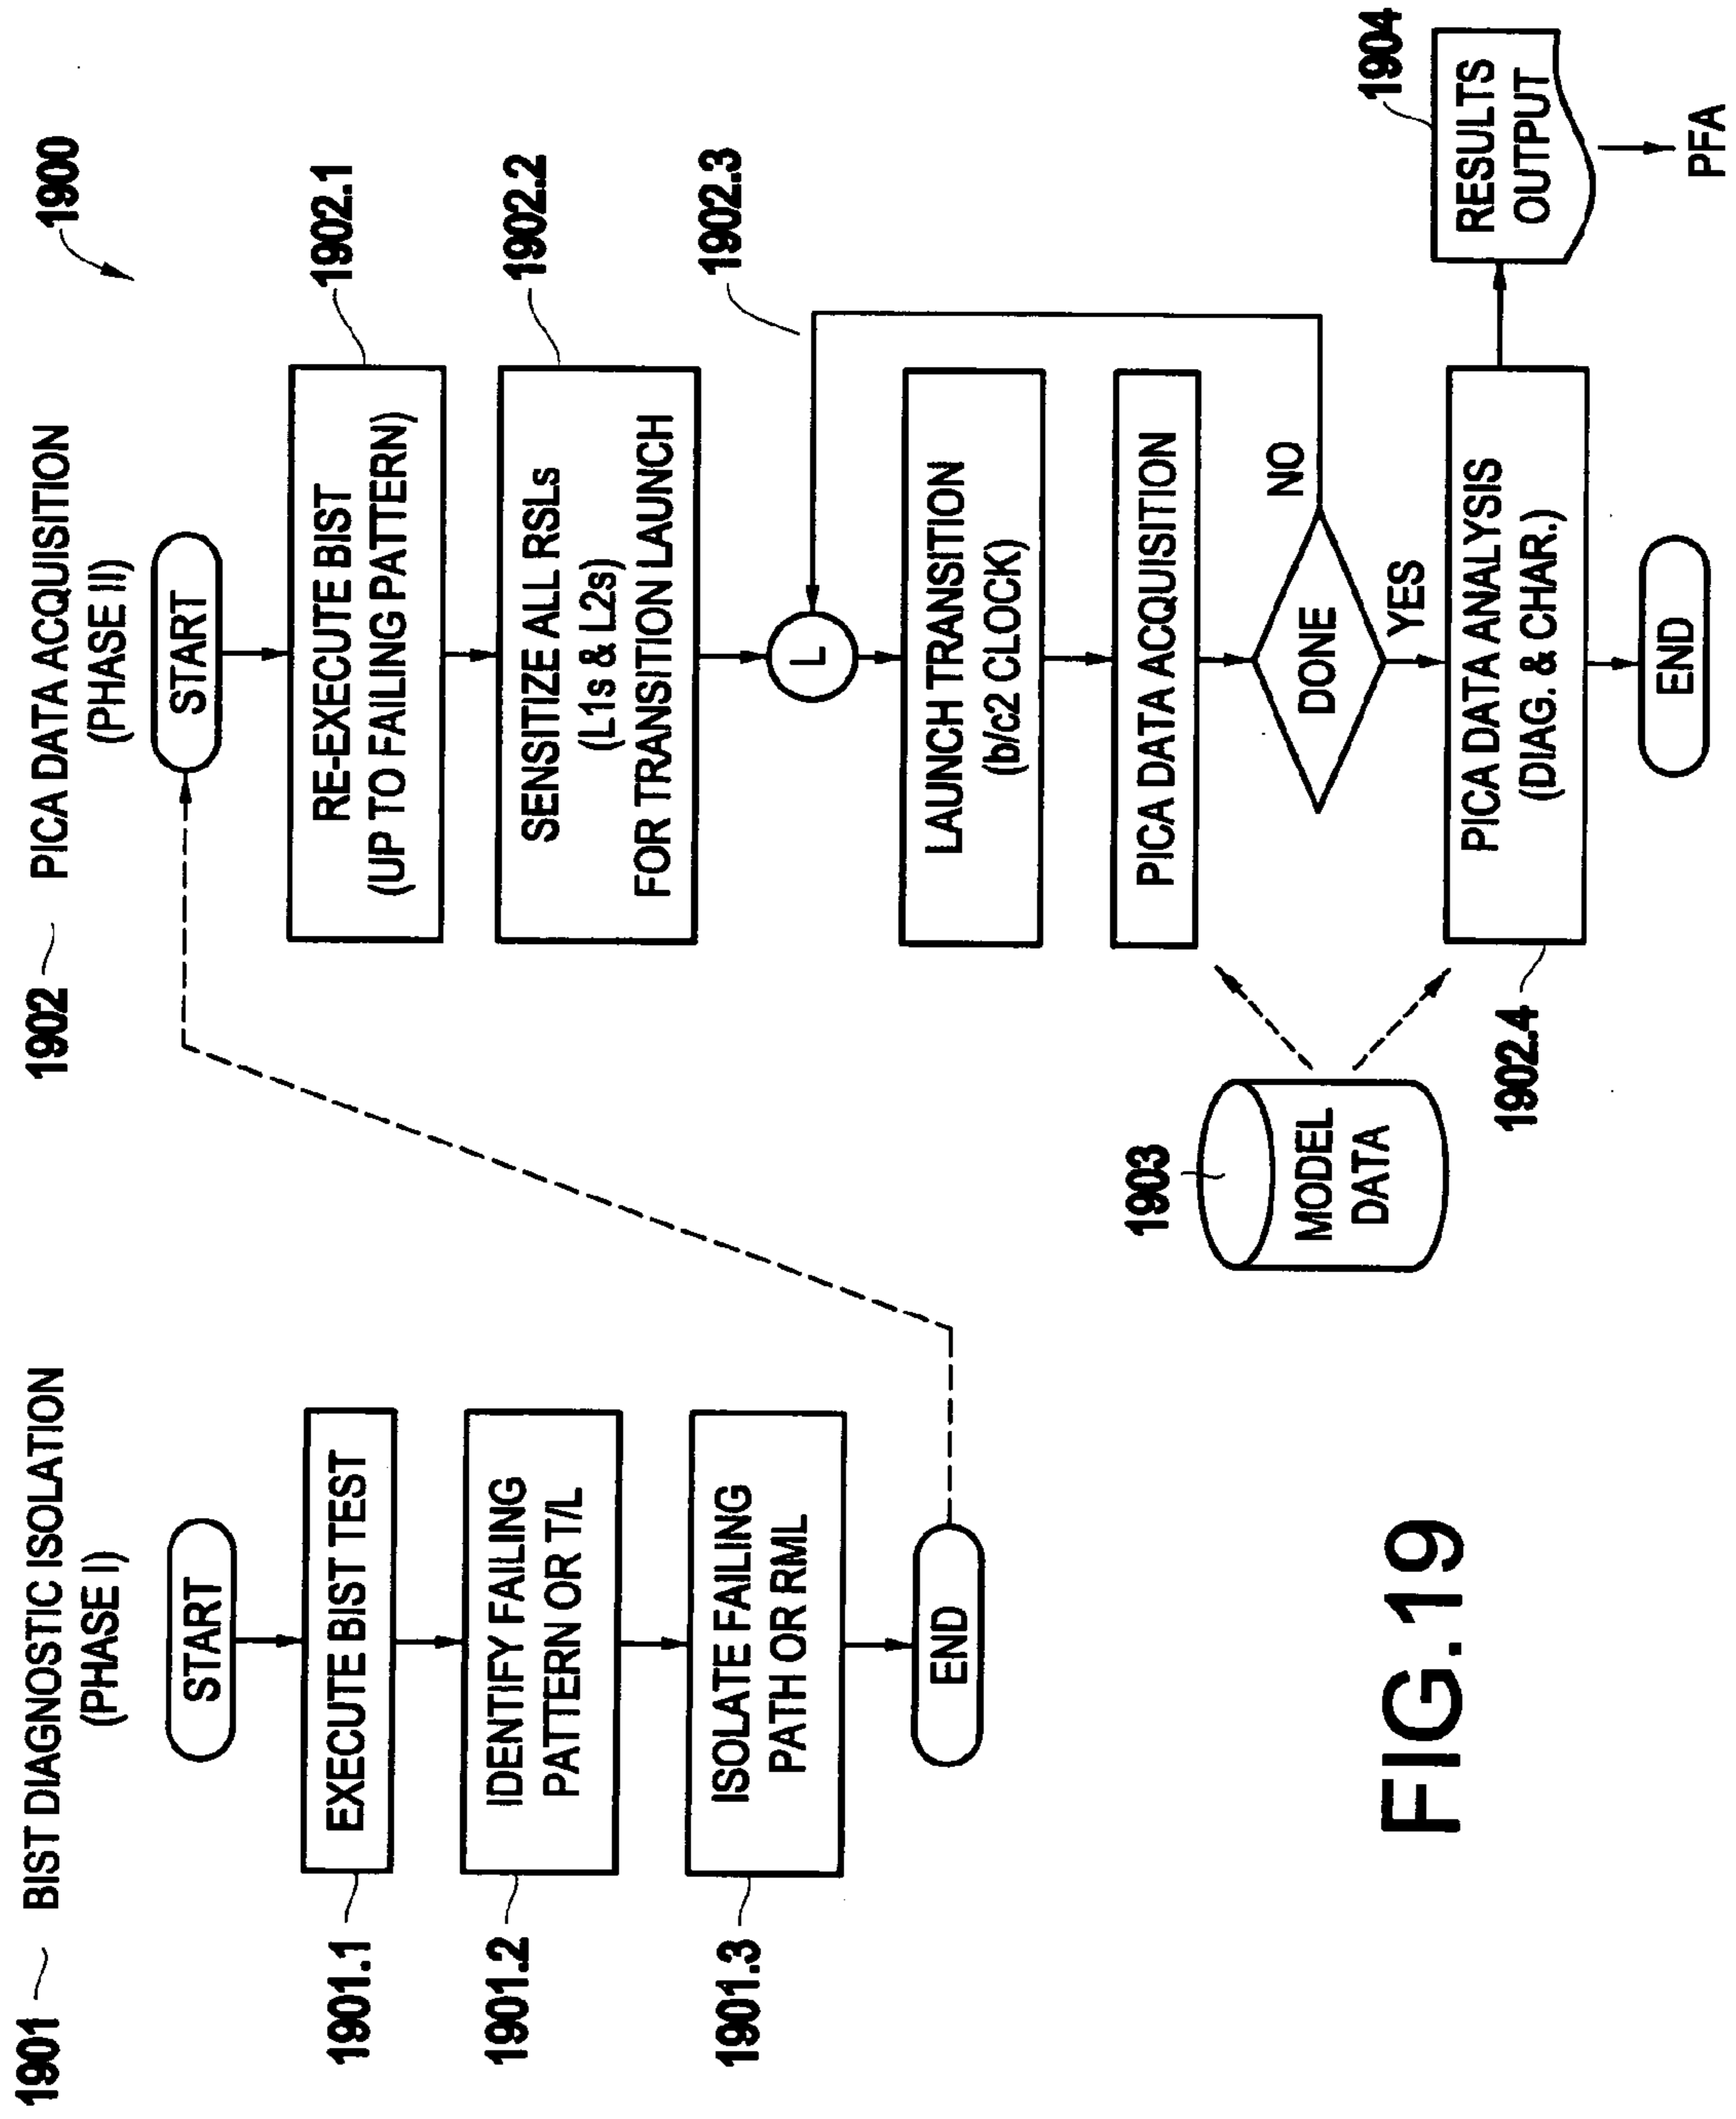 1900
1901
BIST DIAGNOSTIC ISOLATION
(PHASE I)
START
1901.1
EXECUTE BIST TEST
1901.2
IDENTIFY FAILING
PATTERN OR T/L
1901.3
ISOLATE FAILING
PATH OR RML
END
1902
PICA DATA ACQUISITION
(PHASE II)
START
1902.1
RE-EXECUTE BIST
(UP TO FAILING PATTERN)
1902.2
SENSITIZE ALL RSLs
(L1s & L2s)
FOR TRANSITION LAUNCH
1902.3
L
LAUNCH TRANSITION
(b/c2 CLOCK)
PICA DATA ACQUISITION
DONE
NO
YES
1903
MODEL
DATA
1902.4
PICA DATA ANALYSIS
(DIAG. & CHAR.)
END
1904
RESULTS
OUTPUT
PFA
FIG.19